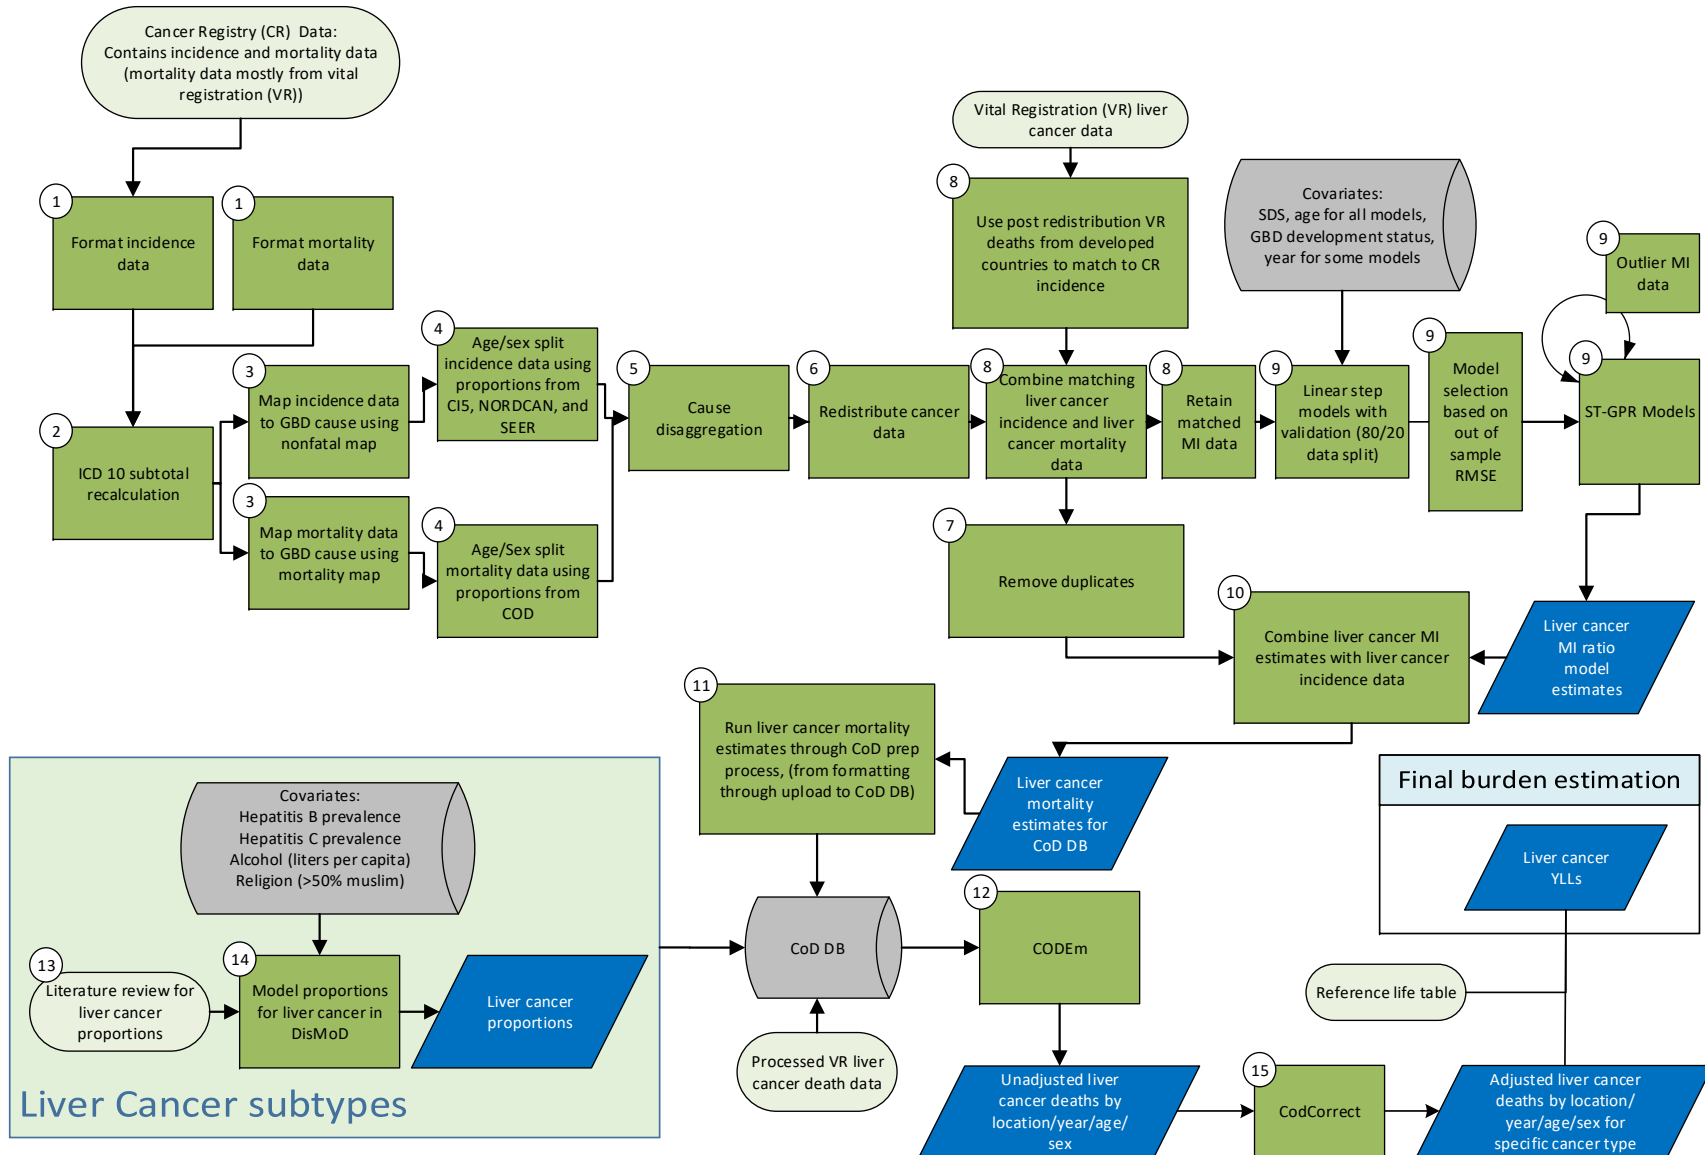 Cancer Registry (CR)  Data:
Contains incidence and mortality data
(mortality data mostly from vital
registration (VR))
Vital Registration (VR) liver
cancer data
1
Format incidence
data
1
Format mortality
data
8
Use post redistribution VR
deaths from developed
countries to match to CR
incidence
Covariates:
SDS, age for all models,
GBD development status,
year for some models
9
Outlier MI
data
2
ICD 10 subtotal
recalculation
3
Map incidence data
to GBD cause using
nonfatal map
3
Map mortality data
to GBD cause using
mortality map
4
Age/sex split
incidence data using
proportions from
CI5, NORDCAN, and
SEER
4
Age/Sex split
mortality data using
proportions from
COD
5
Cause
disaggregation
6
Redistribute cancer
data
8
Combine matching
liver cancer
incidence and liver
cancer mortality
data
8
Retain
matched MI
data
9
Linear step
models with
validation (80/20
data split)
9
Model
selection
based on
out of
sample
RMSE
9
ST-GPR Models
7
Remove duplicates
10
Combine liver cancer MI
estimates with liver cancer
incidence data
Liver cancer
MI ratio
model
estimates
11
Run liver cancer mortality
estimates through CoD prep
process, (from formatting
through upload to CoD DB)
Liver cancer
mortality
estimates for
CoD DB
Final burden estimation
Liver cancer
YLLs
Covariates:
Hepatitis B prevalence
Hepatitis C prevalence
Alcohol (liters per capita)
Religion (>50% muslim)
13
Literature review for
liver cancer
proportions
14
Model proportions
for liver cancer in
DisMoD
Liver cancer
proportions
Liver Cancer subtypes
CoD DB
12
CODEm
Processed VR liver
cancer death data
Reference life table
Unadjusted liver
cancer deaths by
location/year/age/
sex
15
CodCorrect
Adjusted liver cancer
deaths by location/
year/age/sex for
specific cancer type